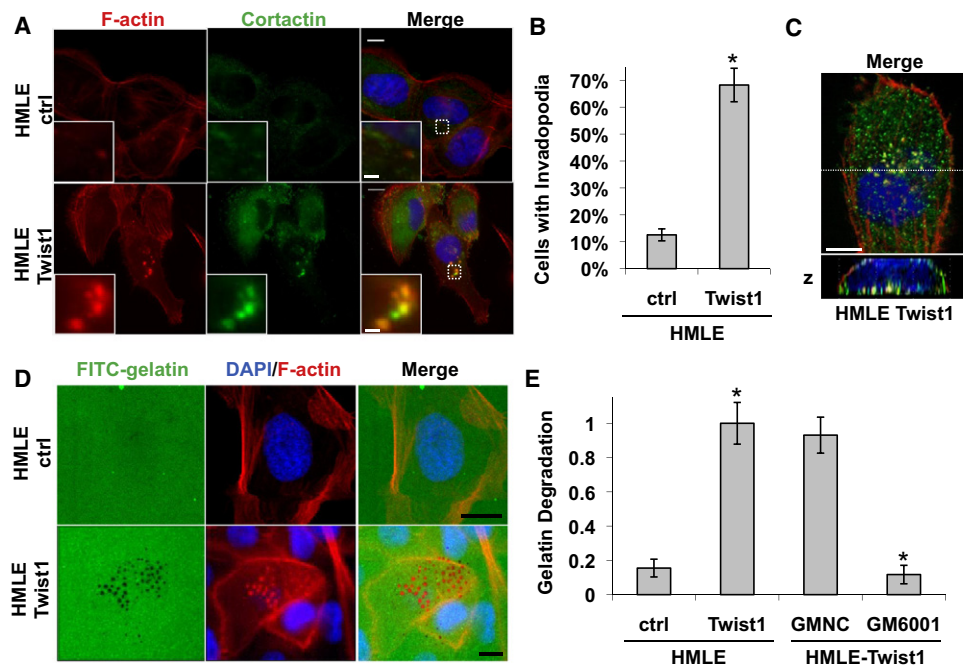 A
F-actin
Cortactin
Merge
HMLE
ctrl
HMLE
Twist1
B
Cells with Invadopodia
70%
60%
50%
40%
30%
20%
10%
0%
*
ctrl
Twist1
HMLE
C
Merge
z
HMLE Twist1
D
FITC-gelatin
DAPI/F-actin
Merge
HMLE
ctrl
HMLE
Twist1
E
Gelatin Degradation
1
0.8
0.6
0.4
0.2
0
*
*
ctrl
Twist1
GMNC
GM6001
HMLE
HMLE-Twist1